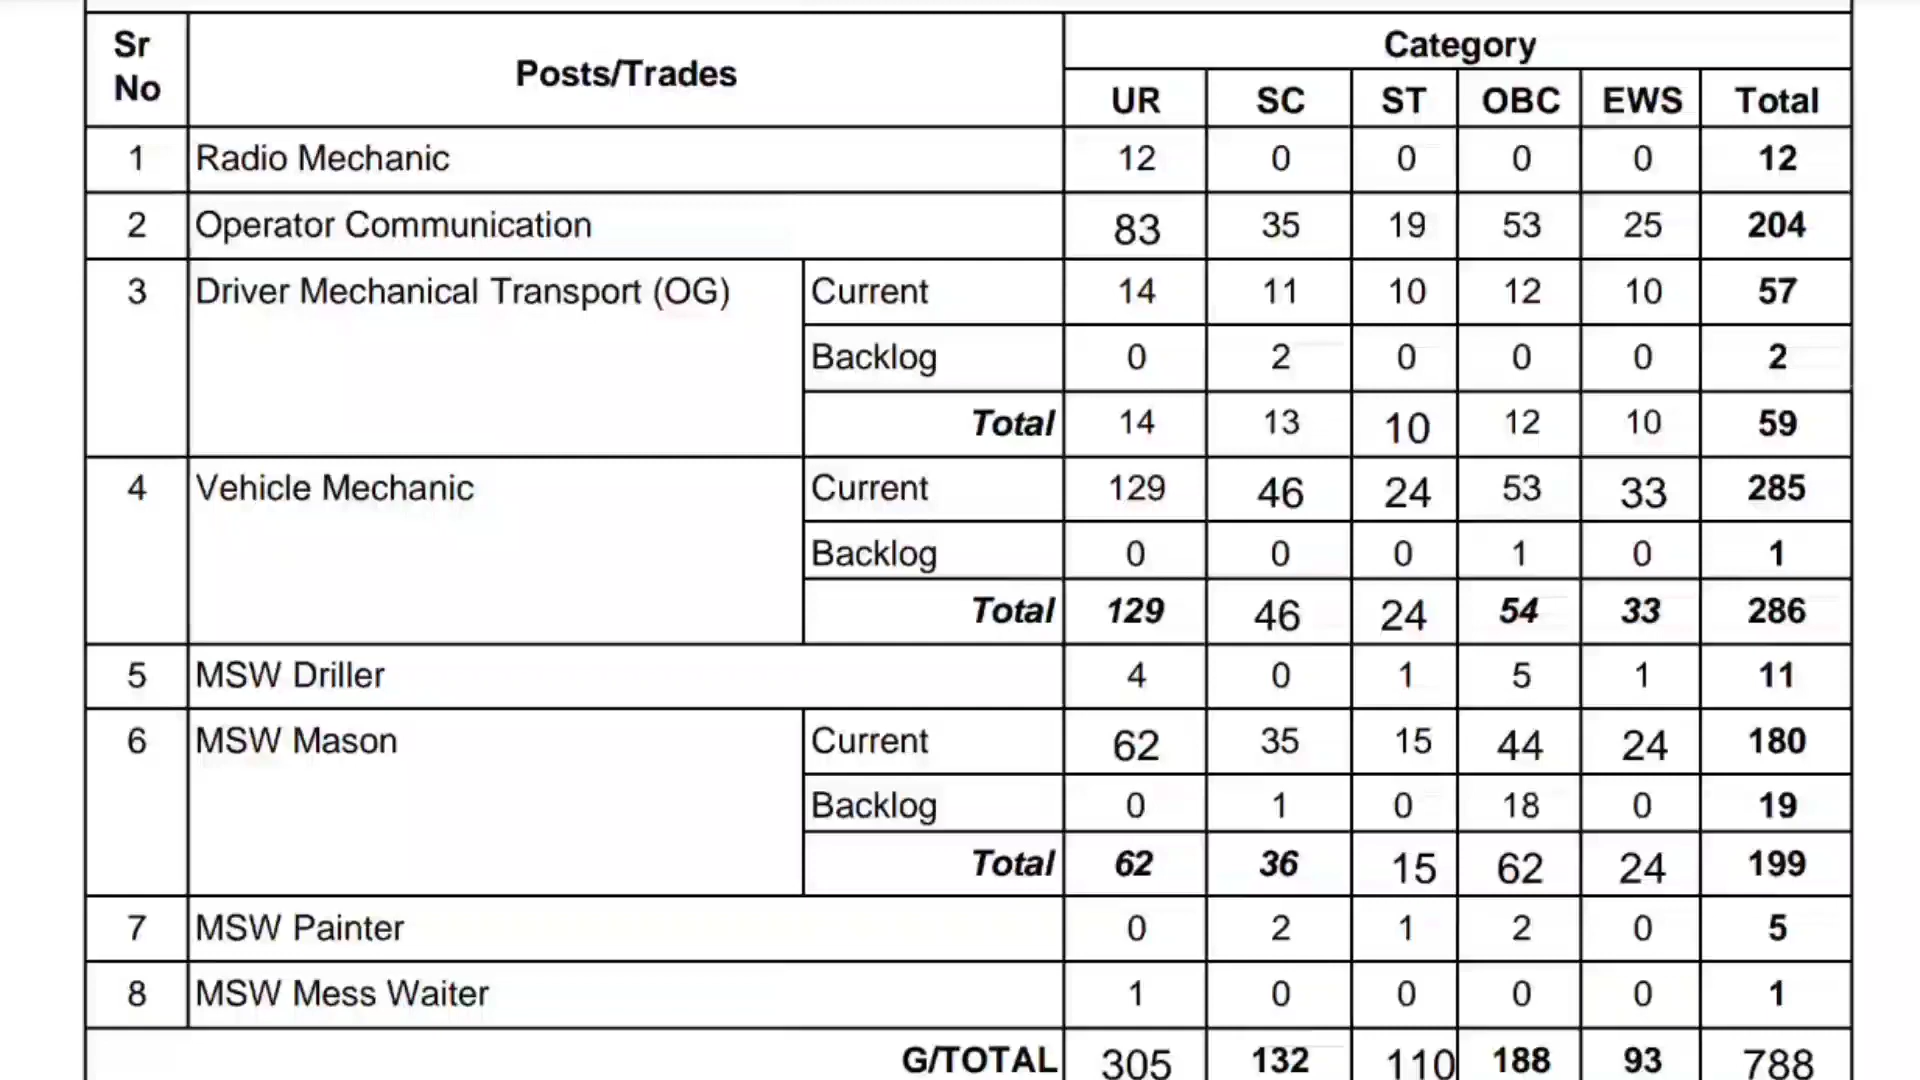 Sr No Posts/Trades Category
UR SC ST OBC EWS Total
1 Radio Mechanic 12 0 0 0 0 12
2 Operator Communication 83 35 19 53 25 204
3 Driver Mechanical Transport (OG) Current 14 11 10 12 10 57
Backlog 0 2 0 0 0 2
Total 14 13 10 12 10 59
4 Vehicle Mechanic Current 129 46 24 53 33 285
Backlog 0 0 0 1 0 1
Total 129 46 24 54 33 286
5 MSW Driller 4 0 1 5 1 11
6 MSW Mason Current 62 35 15 44 24 180
Backlog 0 1 0 18 0 19
Total 62 36 15 62 24 199
7 MSW Painter 0 2 1 2 0 5
8 MSW Mess Waiter 1 0 0 0 0 1
G/TOTAL 305 132 110 188 93 788